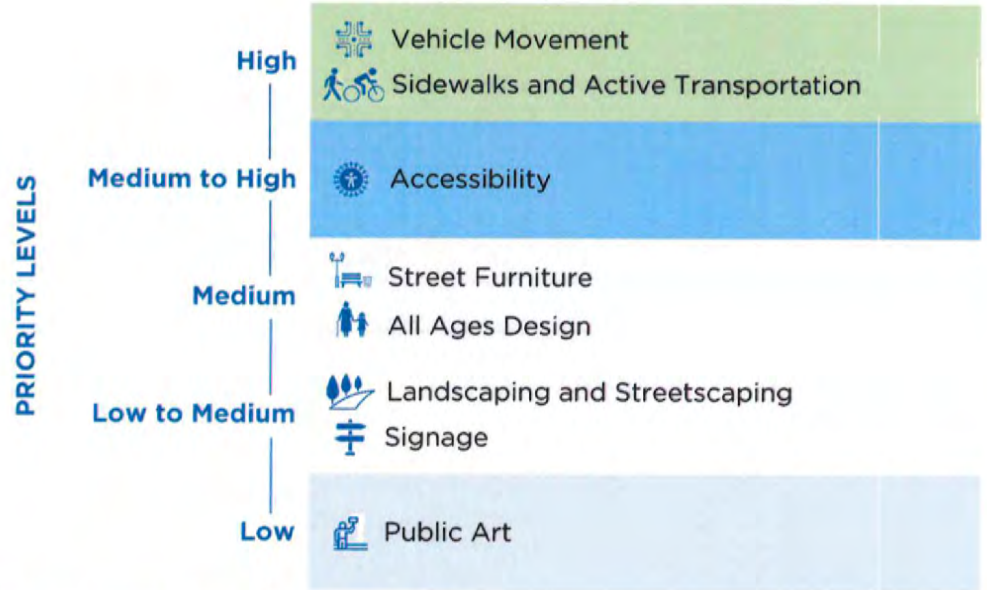 PRIORITY LEVELS
High
Vehicle Movement
Sidewalks and Active Transportation
Medium to High
Accessibility
Medium
Street Furniture
All Ages Design
Low to Medium
Landscaping and Streetscaping
Signage
Low
Public Art